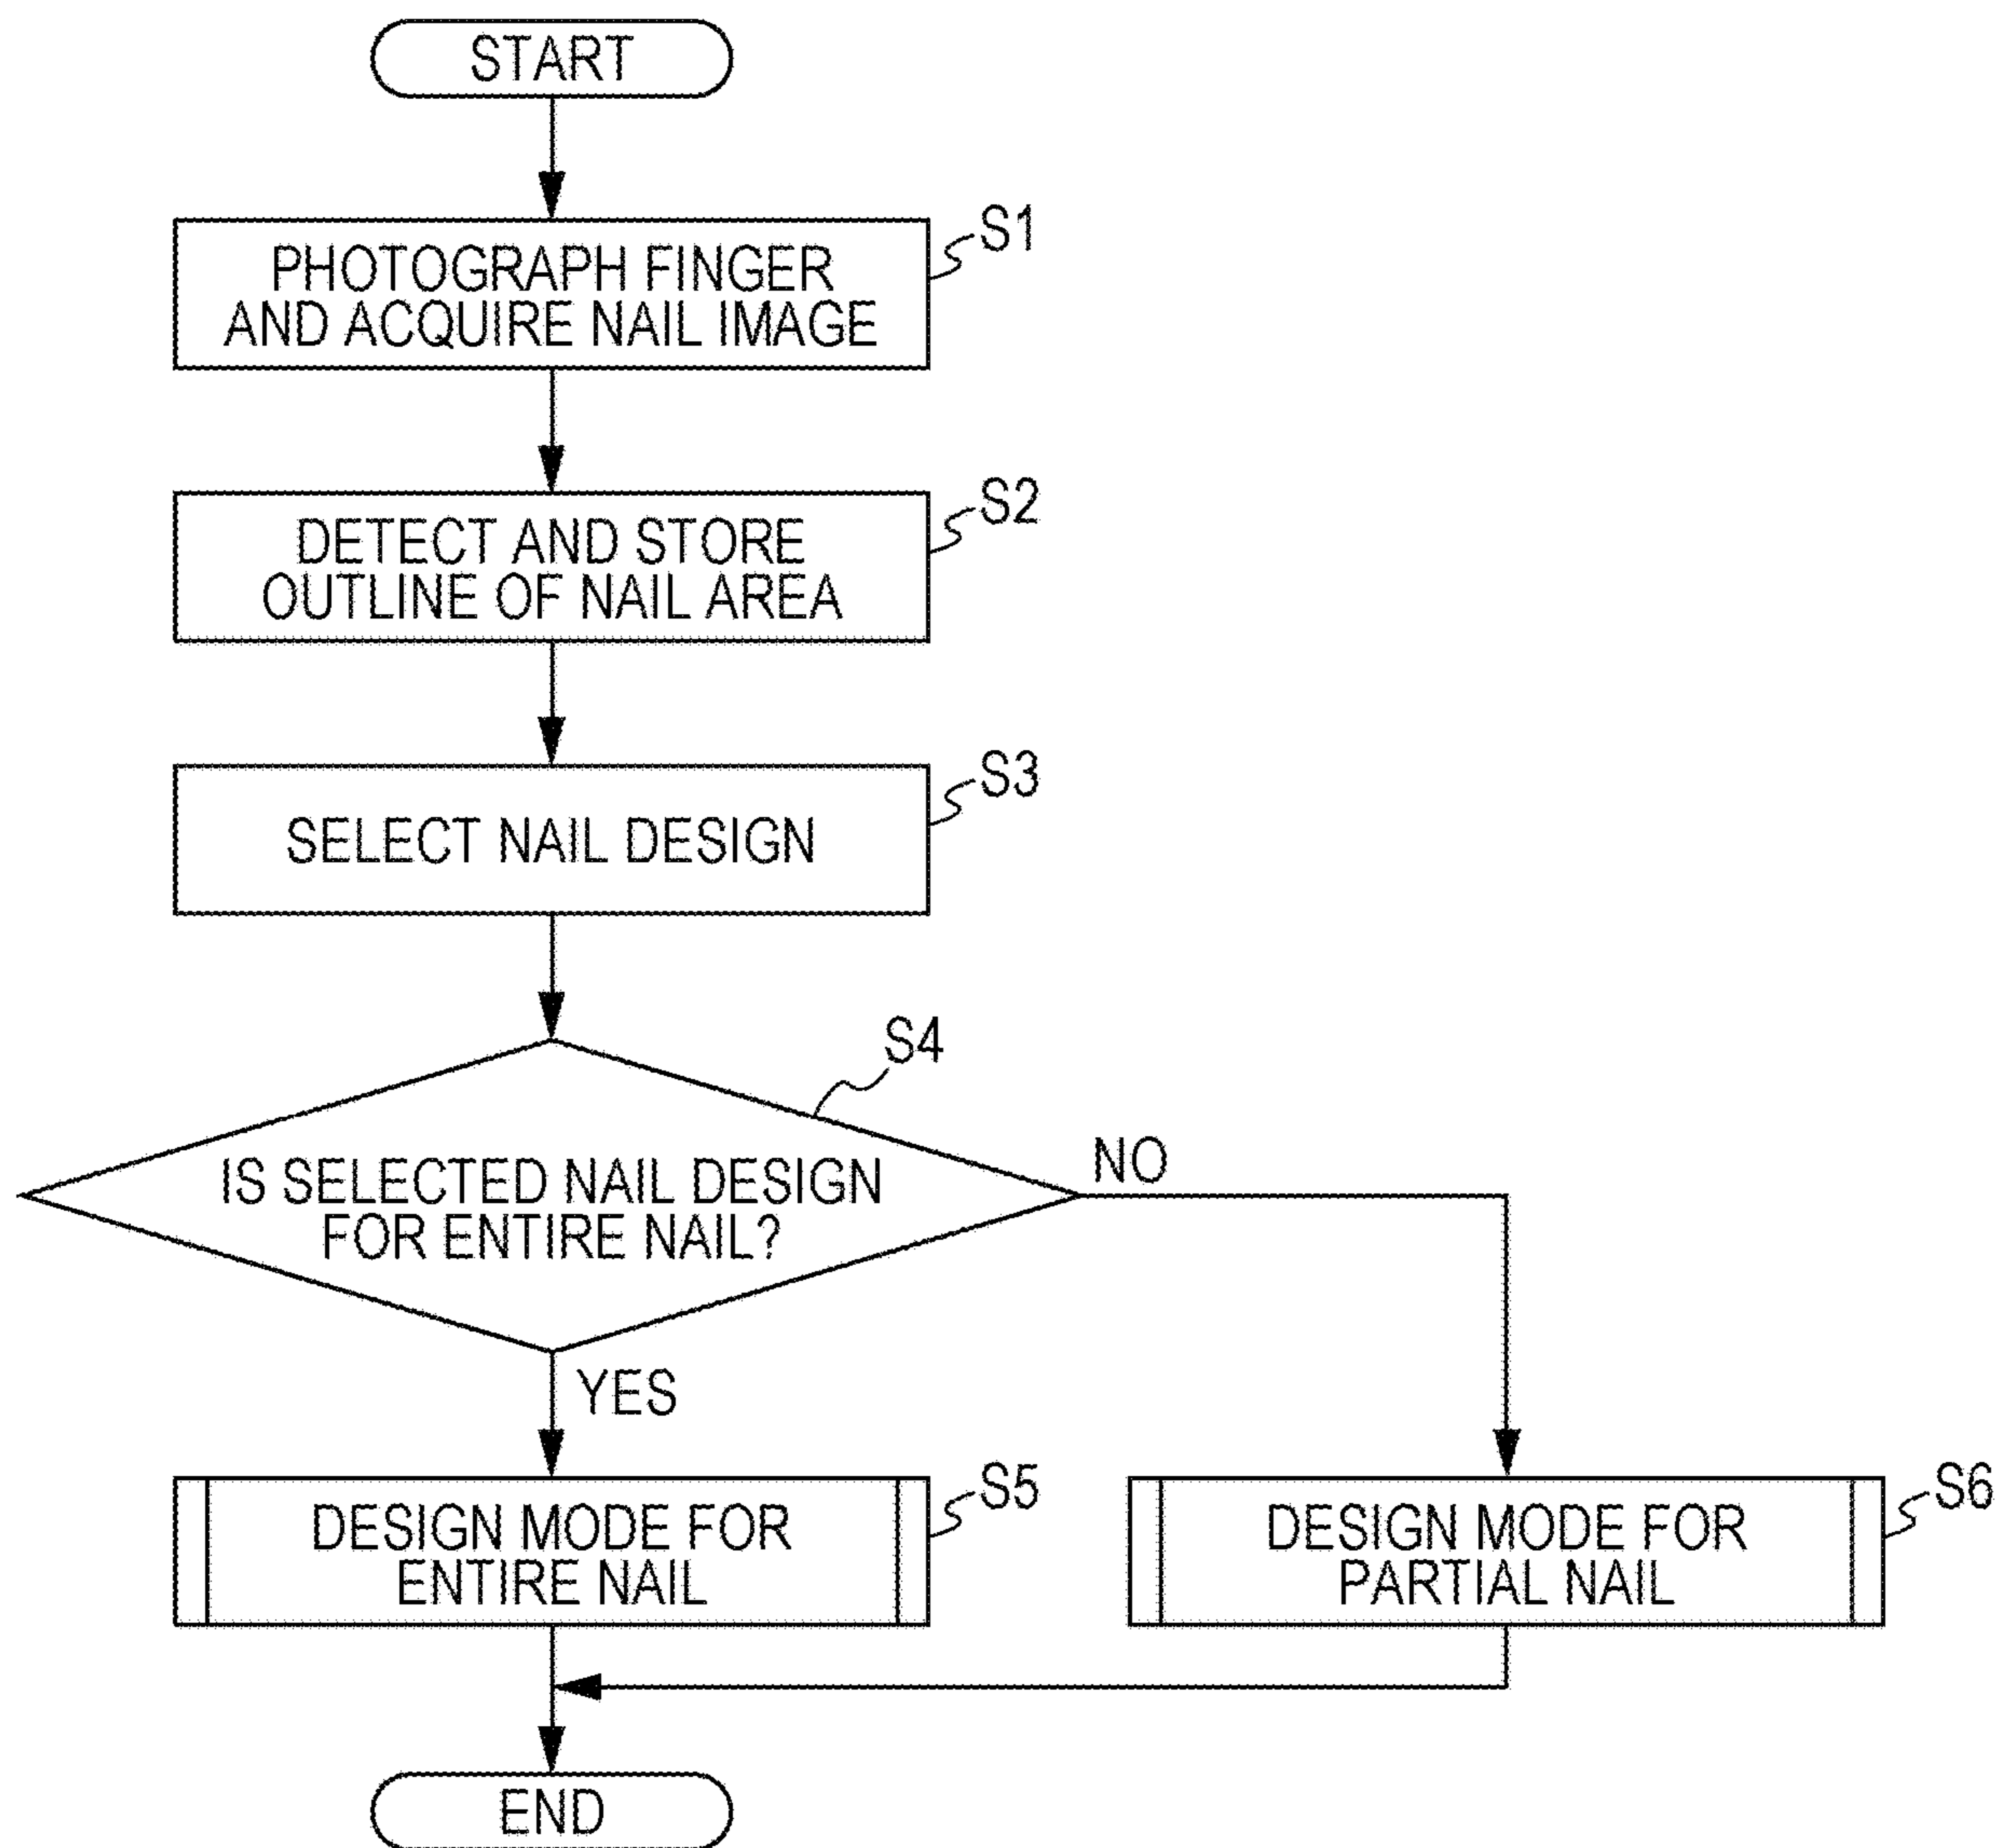 START
S1
PHOTOGRAPH FINGER
AND ACQUIRE NAIL IMAGE
S2
DETECT AND STORE
OUTLINE OF NAIL AREA
S3
SELECT NAIL DESIGN
S4
IS SELECTED NAIL DESIGN
FOR ENTIRE NAIL?
NO
YES
S5
DESIGN MODE FOR
ENTIRE NAIL
S6
DESIGN MODE FOR
PARTIAL NAIL
END